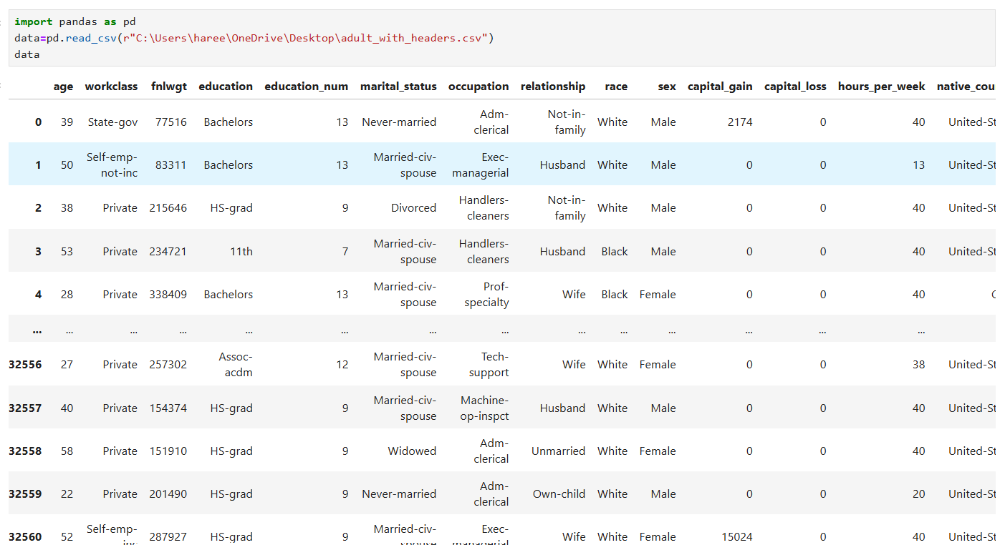 import pandas as pd
data=pd.read_csv(r"C:\Users\haree\OneDrive\Desktop\adult_with_headers.csv")
data
age workclass fnlwgt education education_num marital_status occupation relationship race sex capital_gain capital_loss hours_per_week native_cou
0 39 State-gov 77516 Bachelors 13 Never-married Adm-clerical Not-in-family White Male 2174 0 40 United-St
1 50 Self-emp-not-inc 83311 Bachelors 13 Married-civ-spouse Exec-managerial Husband White Male 0 0 13 United-St
2 38 Private 215646 HS-grad 9 Divorced Handlers-cleaners Not-in-family White Male 0 0 40 United-St
3 53 Private 234721 11th 7 Married-civ-spouse Handlers-cleaners Husband Black Male 0 0 40 United-St
4 28 Private 338409 Bachelors 13 Married-civ-spouse Prof-specialty Wife Black Female 0 0 40
... ... ... ... ... ... ... ... ... ... ... ... ... ...
32556 27 Private 257302 Assoc-acdm 12 Married-civ-spouse Tech-support Wife White Female 0 0 38 United-St
32557 40 Private 154374 HS-grad 9 Married-civ-spouse Machine-op-inspct Husband White Male 0 0 40 United-St
32558 58 Private 151910 HS-grad 9 Widowed Adm-clerical Unmarried White Female 0 0 40 United-St
32559 22 Private 201490 HS-grad 9 Never-married Adm-clerical Own-child White Male 0 0 20 United-St
32560 52 Self-emp-inc 287927 HS-grad 9 Married-civ-spouse Exec-managerial Wife White Female 15024 0 40 United-St